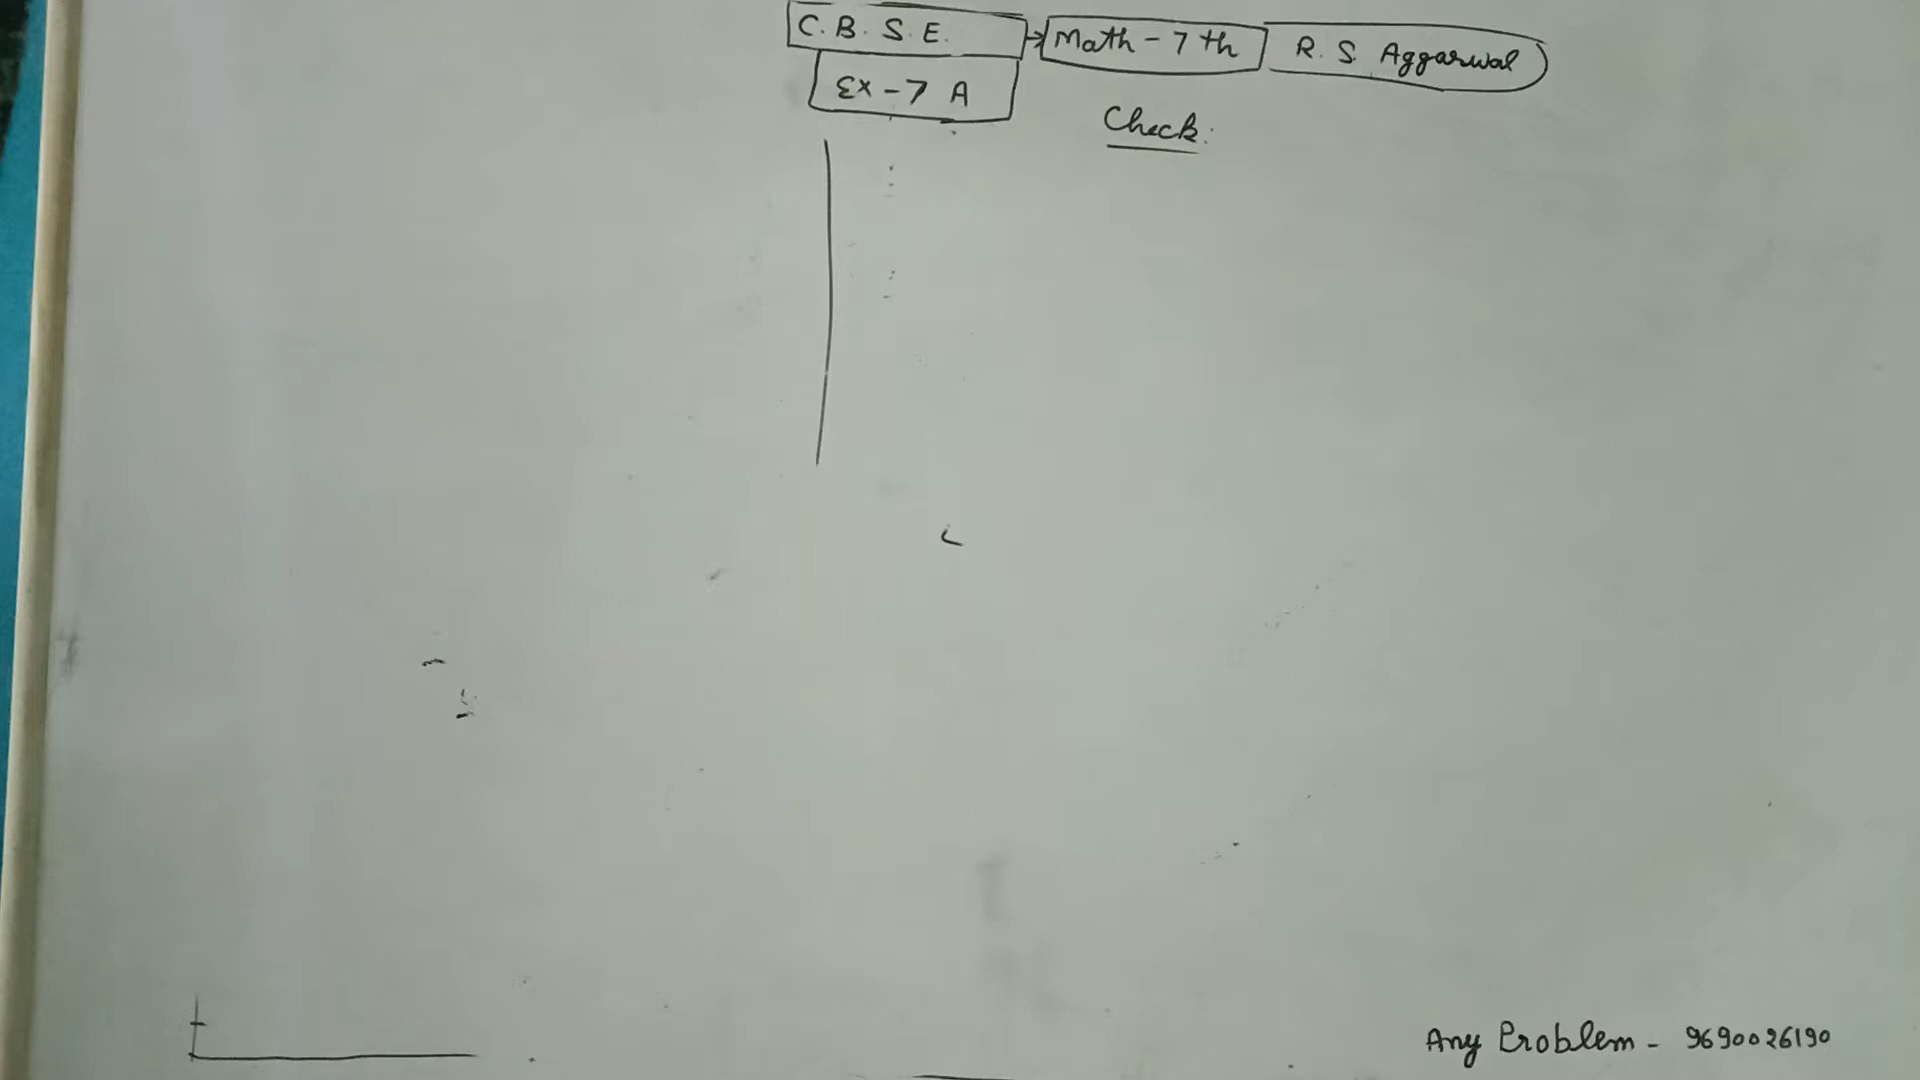 C.B.S.E. → Math - 7th R.S. Aggarwal
Ex - 7 A
Check:
Any Problem - 9690026190